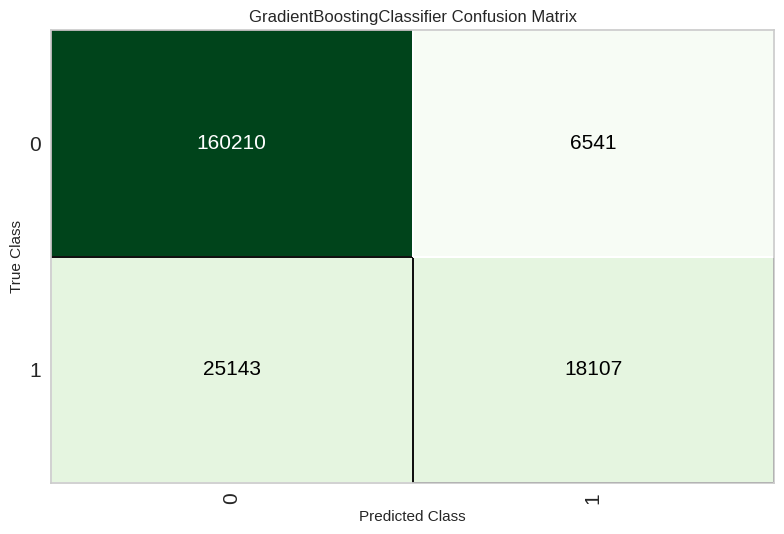 GradientBoostingClassifier Confusion Matrix
True Class
0
160210
6541
1
25143
18107
0
1
Predicted Class